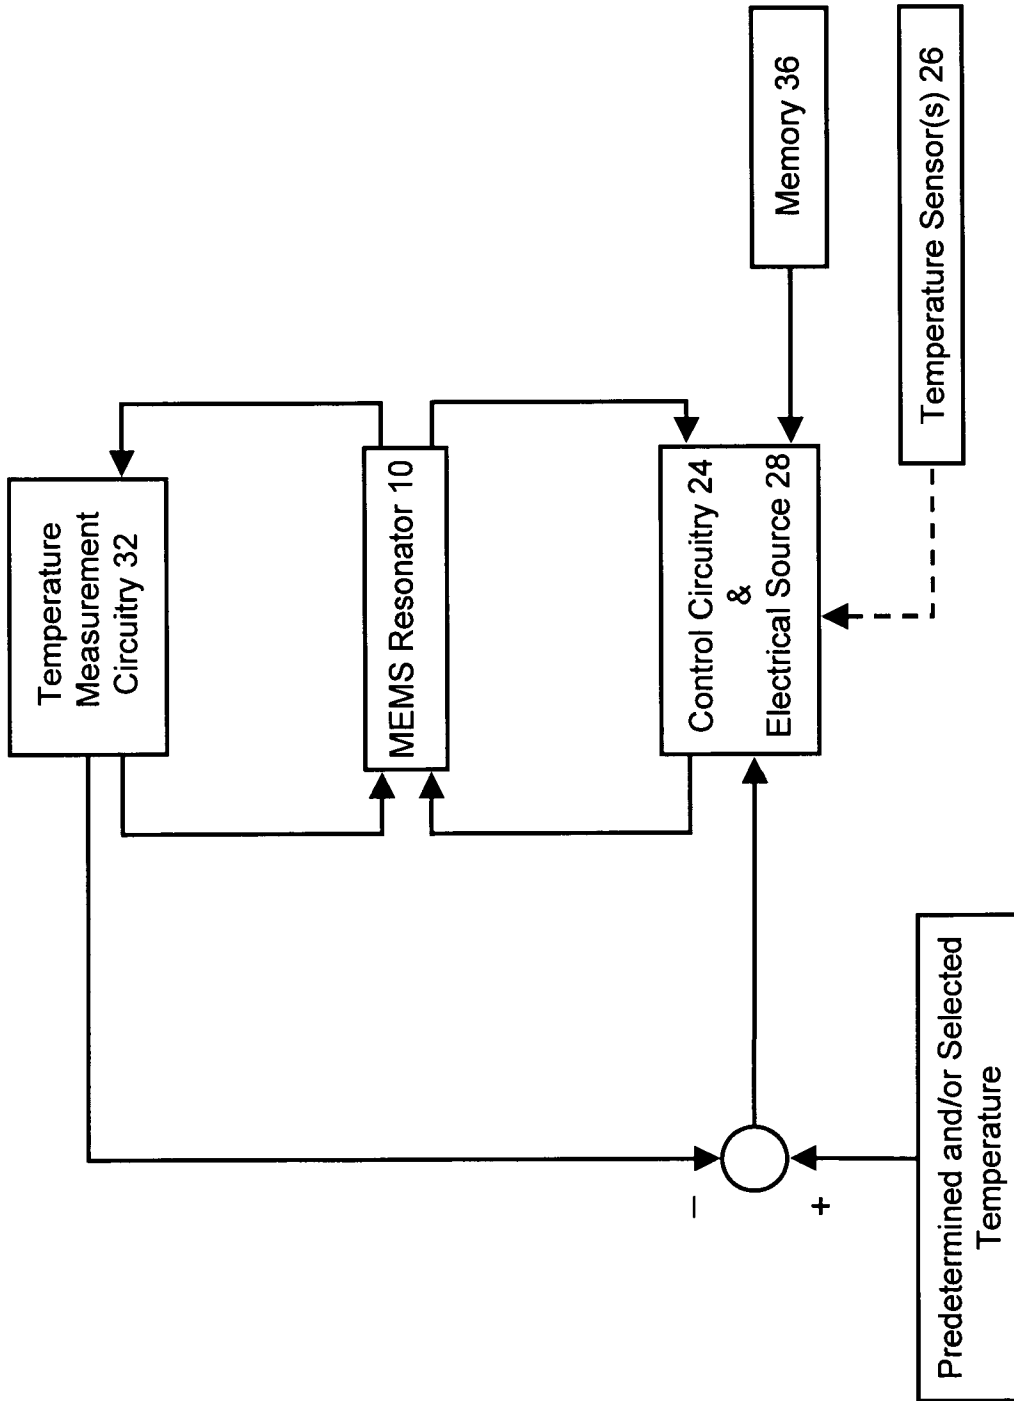 Temperature
Measurement
Circuitry 32
MEMS Resonator 10
Control Circuitry 24
&
Electrical Source 28
Memory 36
Temperature Sensor(s) 26
Predetermined and/or Selected
Temperature
−
+